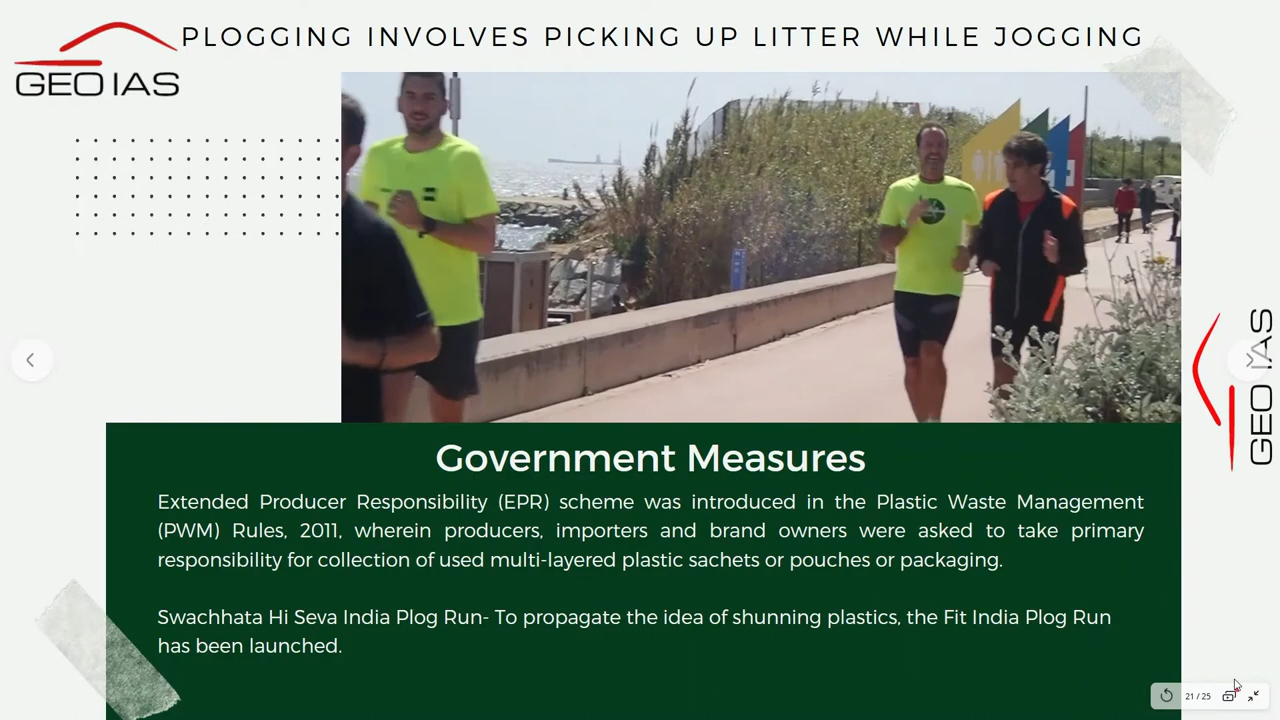 PLOGGING INVOLVES PICKING UP LITTER WHILE JOGGING
GEO IAS
GEO IAS
Government Measures
Extended Producer Responsibility (EPR) scheme was introduced in the Plastic Waste Management
(PWM) Rules, 2011, wherein producers, importers and brand owners were asked to take primary
responsibility for collection of used multi-layered plastic sachets or pouches or packaging.
Swachhata Hi Seva India Plog Run- To propagate the idea of shunning plastics, the Fit India Plog Run
has been launched.
21 / 25